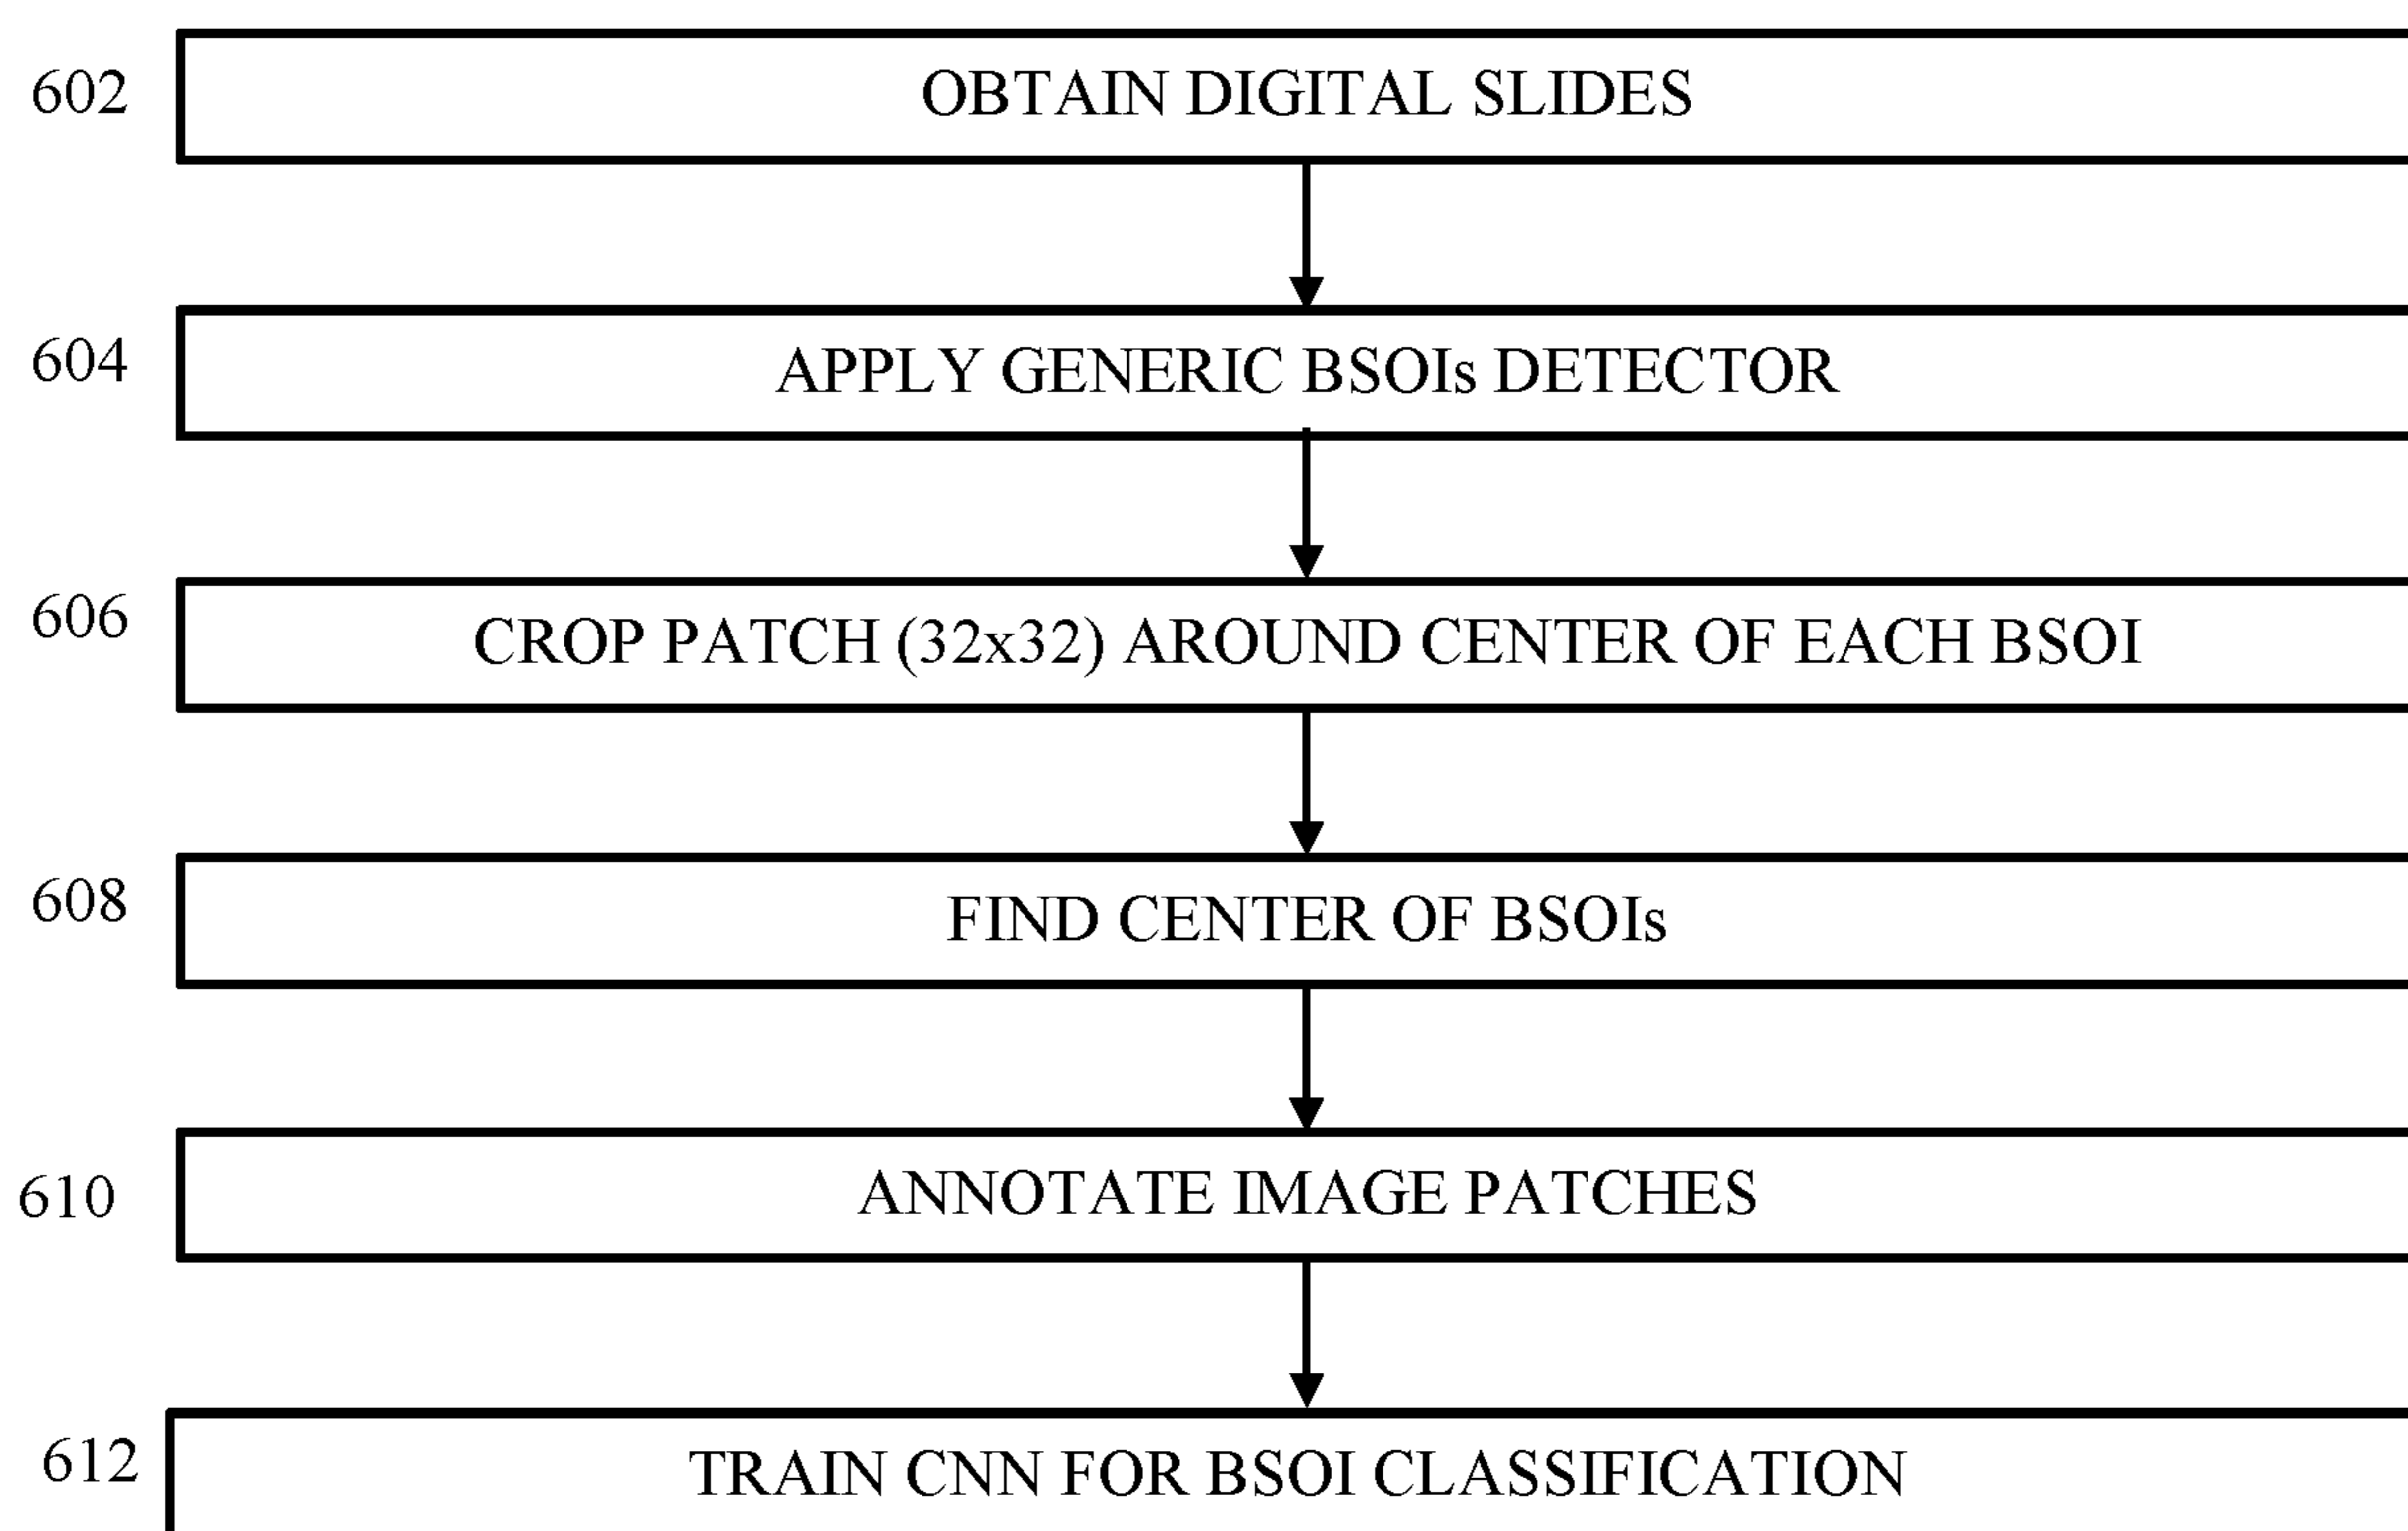 602
OBTAIN DIGITAL SLIDES
604
APPLY GENERIC BSOIs DETECTOR
606
CROP PATCH (32x32) AROUND CENTER OF EACH BSOI
608
FIND CENTER OF BSOIs
610
ANNOTATE IMAGE PATCHES
612
TRAIN CNN FOR BSOI CLASSIFICATION